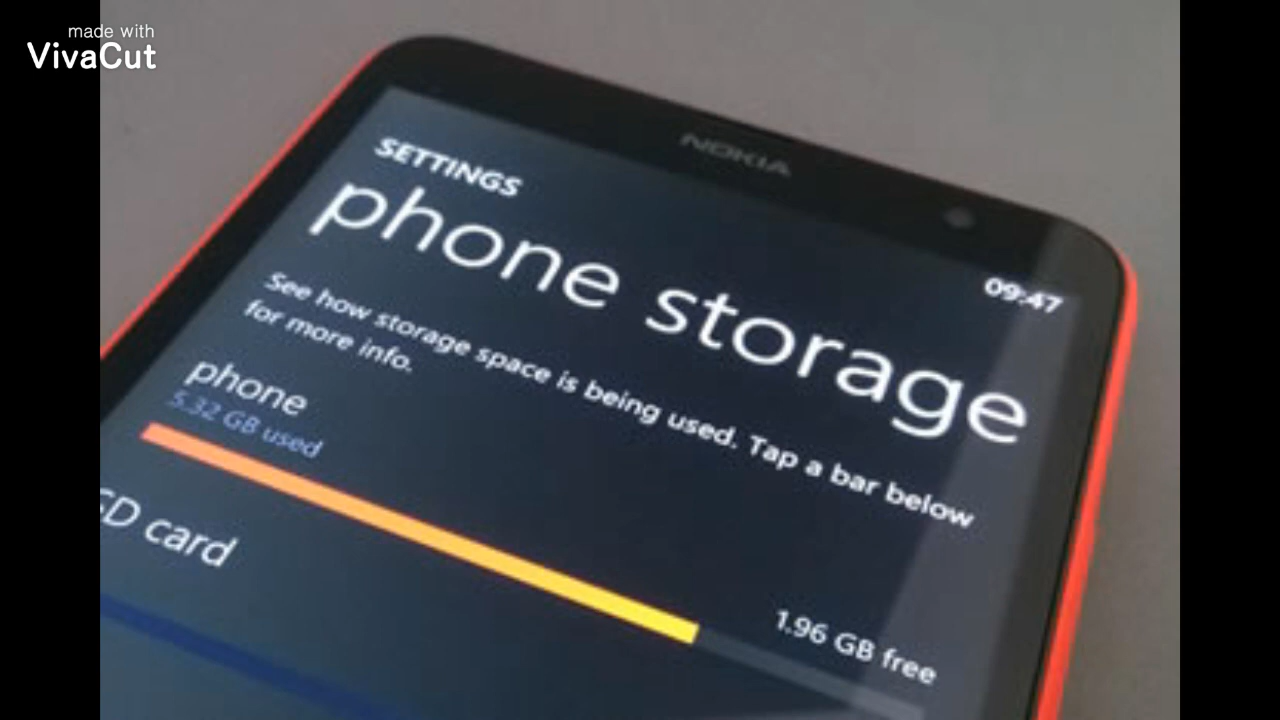 made with
VivaCut
NOKIA
09:47
SETTINGS
phone storage
See how storage space is being used. Tap a bar below
for more info.
phone
5.32 GB used
1.96 GB free
SD card